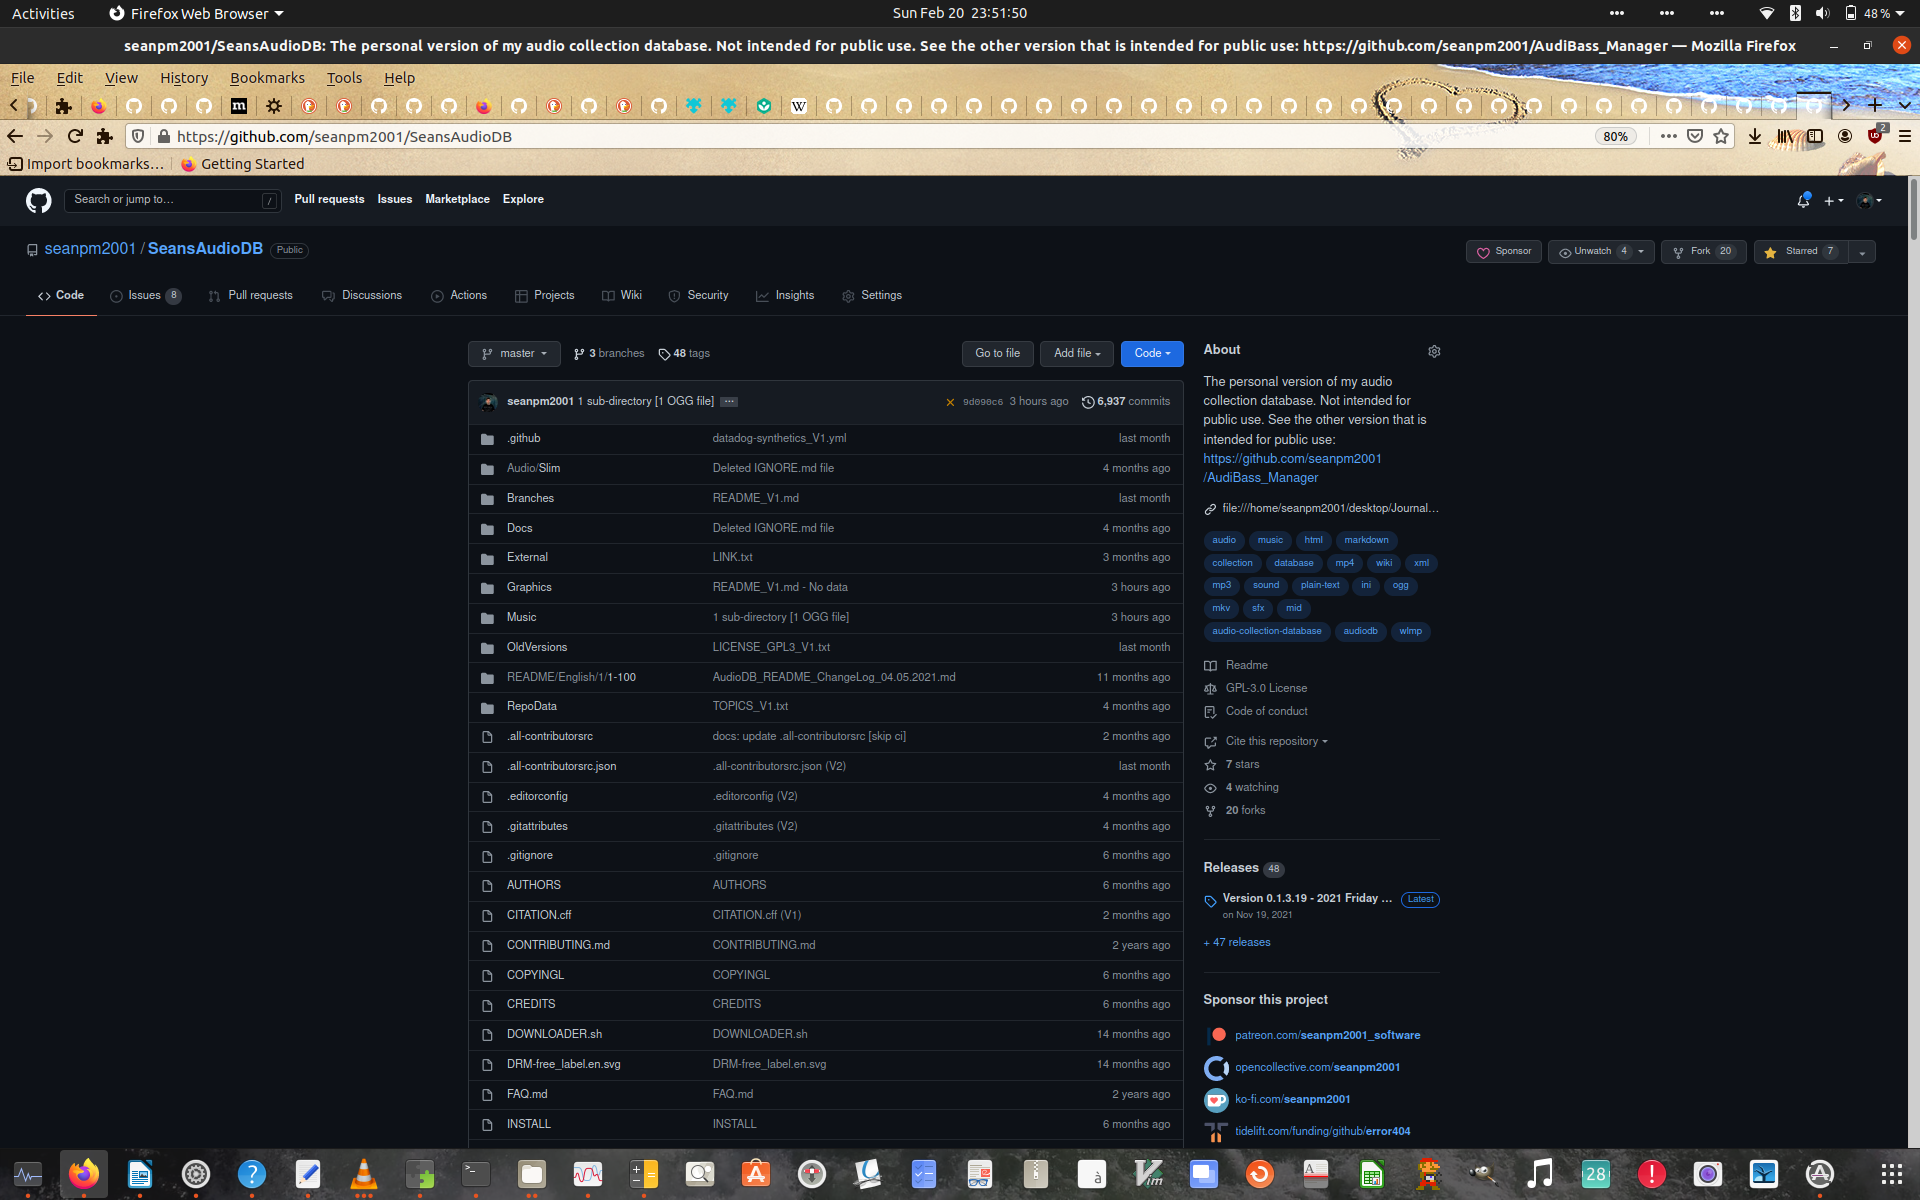 Activities
Firefox Web Browser
Sun Feb 20 23:51:50
48 %
seanpm2001/SeansAudioDB: The personal version of my audio collection database. Not intended for public use. See the other version that is intended for public use: https://github.com/seanpm2001/AudiBass_Manager — Mozilla Firefox
File Edit View History Bookmarks Tools Help
https://github.com/seanpm2001/SeansAudioDB
80%
2
Import bookmarks…
Getting Started
Search or jump to…
/
Pull requests Issues Marketplace Explore
seanpm2001 / SeansAudioDB Public
Sponsor
Unwatch 4
Fork 20
Starred 7
Code
Issues 8
Pull requests
Discussions
Actions
Projects
Wiki
Security
Insights
Settings
master
3 branches
48 tags
Go to file
Add file
Code
seanpm2001 1 sub-directory [1 OGG file] ...
9d090c6 3 hours ago 6,937 commits
.github datadog-synthetics_V1.yml last month
Audio/Slim Deleted IGNORE.md file 4 months ago
Branches README_V1.md last month
Docs Deleted IGNORE.md file 4 months ago
External LINK.txt 3 months ago
Graphics README_V1.md - No data 3 hours ago
Music 1 sub-directory [1 OGG file] 3 hours ago
OldVersions LICENSE_GPL3_V1.txt last month
README/English/1/1-100 AudioDB_README_ChangeLog_04.05.2021.md 11 months ago
RepoData TOPICS_V1.txt 4 months ago
.all-contributorsrc docs: update .all-contributorsrc [skip ci] 2 months ago
.all-contributorsrc.json .all-contributorsrc.json (V2) last month
.editorconfig .editorconfig (V2) 4 months ago
.gitattributes .gitattributes (V2) 4 months ago
.gitignore .gitignore 6 months ago
AUTHORS AUTHORS 6 months ago
CITATION.cff CITATION.cff (V1) 2 months ago
CONTRIBUTING.md CONTRIBUTING.md 2 years ago
COPYINGL COPYINGL 6 months ago
CREDITS CREDITS 6 months ago
DOWNLOADER.sh DOWNLOADER.sh 14 months ago
DRM-free_label.en.svg DRM-free_label.en.svg 14 months ago
FAQ.md FAQ.md 2 years ago
INSTALL INSTALL 6 months ago
About
The personal version of my audio
collection database. Not intended for
public use. See the other version that is
intended for public use:
https://github.com/seanpm2001
/AudiBass_Manager
file:///home/seanpm2001/desktop/Journal…
audio music html markdown
collection database mp4 wiki xml
mp3 sound plain-text ini ogg
mkv sfx mid
audio-collection-database audiodb wlmp
Readme
GPL-3.0 License
Code of conduct
Cite this repository
7 stars
4 watching
20 forks
Releases 48
Version 0.1.3.19 - 2021 Friday ... Latest
on Nov 19, 2021
+ 47 releases
Sponsor this project
patreon.com/seanpm2001_software
opencollective.com/seanpm2001
ko-fi.com/seanpm2001
tidelift.com/funding/github/error404
28